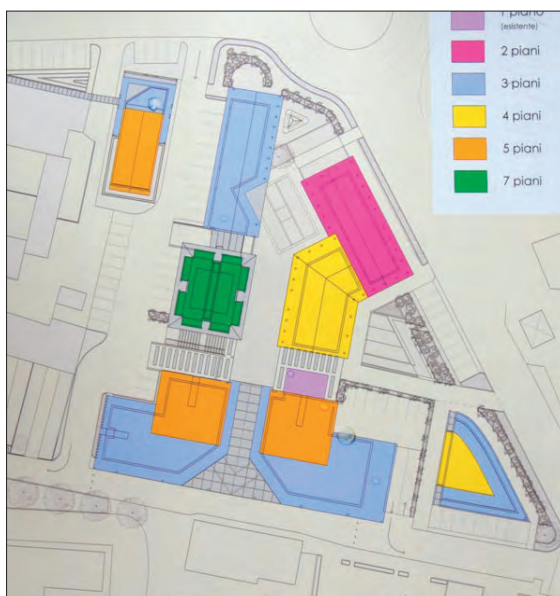 1 piano
(esistente)
2 piani
3 piani
4 piani
5 piani
7 piani